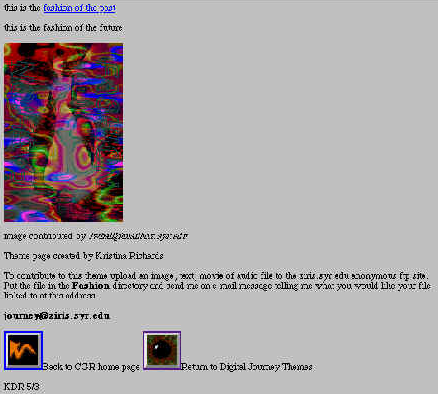 this is the fashion of the past
this is the fashion of the future
image contributed by
Theme page created by Kristina Richards
To contribute to this theme upload an image, text, movie or audio file to the ziris.syr.edu anonymous ftp site.
Put the file in the Fashion directory and send me an e-mail message telling me what you would like your file
linked to at this address
journey@ziris.syr.edu
Back to CGR home page Return to Digital Journey Themes
KDR 5/3